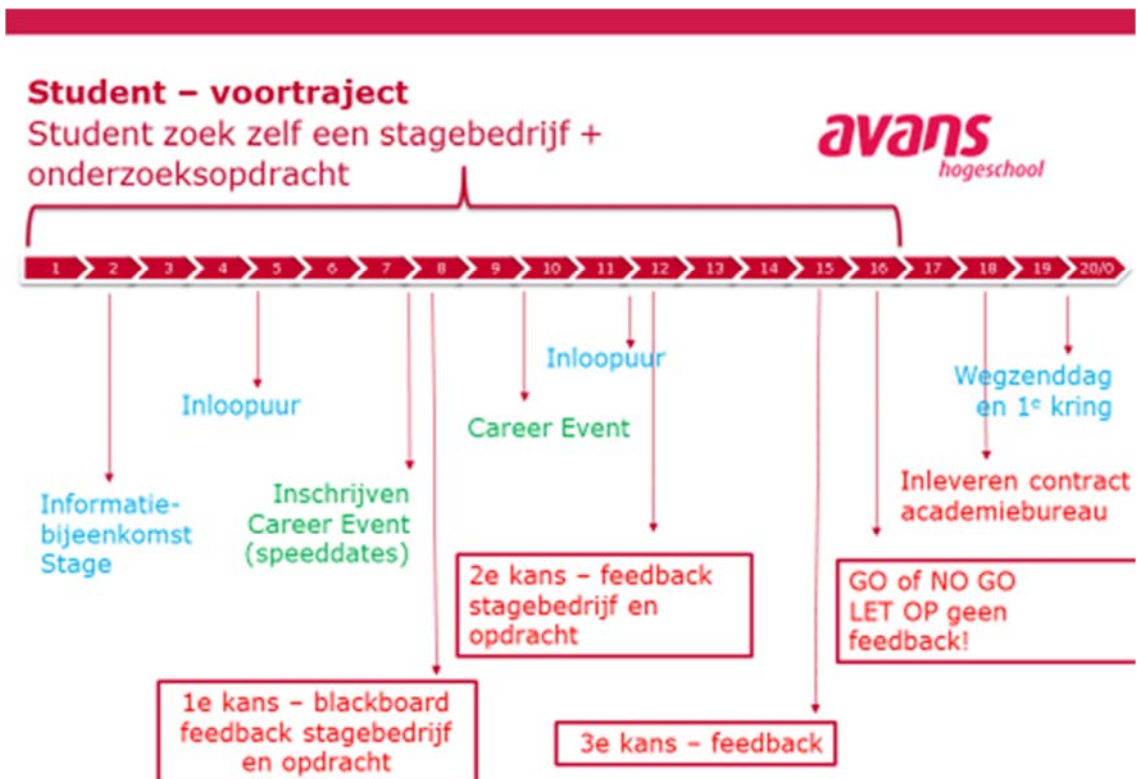 Student – voortraject
Student zoek zelf een stagebedrijf +
onderzoeksopdracht
avans
hogeschool
1 2 3 4 5 6 7 8 9 10 11 12 13 14 15 16 17 18 19 20/0
Inloopuur
Wegzenddag
en 1e kring
Inloopuur
Career Event
Informatie-
bijeenkomst
Stage
Inschrijven
Career Event
(speeddates)
Inleveren contract
academiebureau
2e kans – feedback
stagebedrijf en
opdracht
GO of NO GO
LET OP geen
feedback!
1e kans – blackboard
feedback stagebedrijf
en opdracht
3e kans – feedback